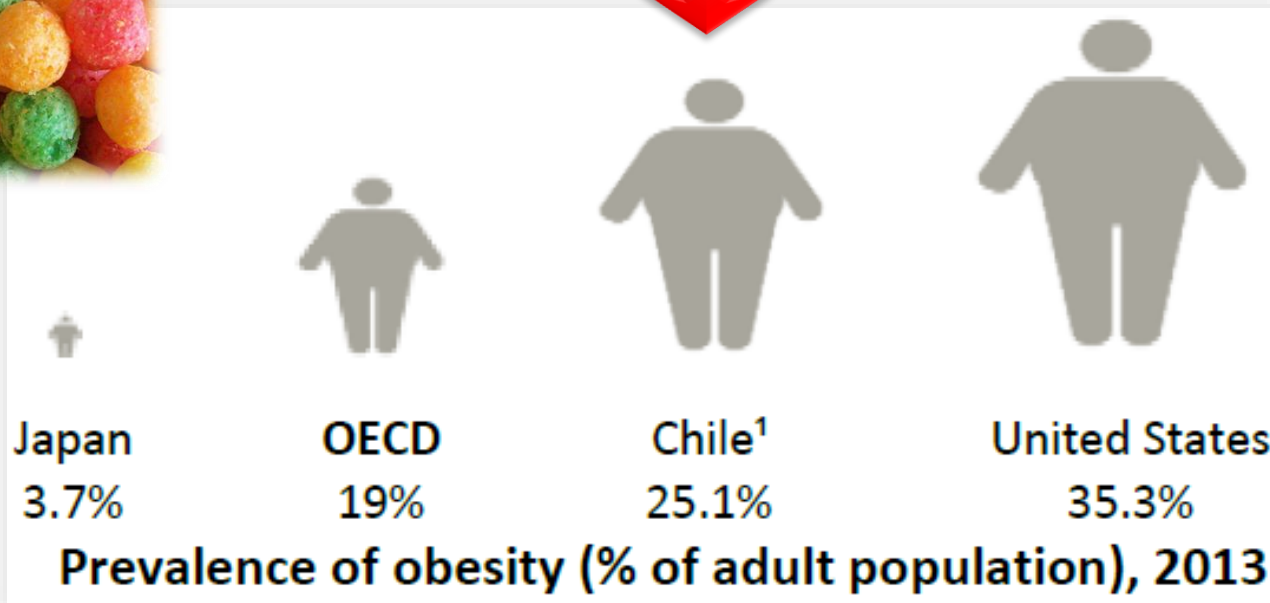 Japan OECD Chile¹ United States
3.7% 19% 25.1% 35.3%
Prevalence of obesity (% of adult population), 2013